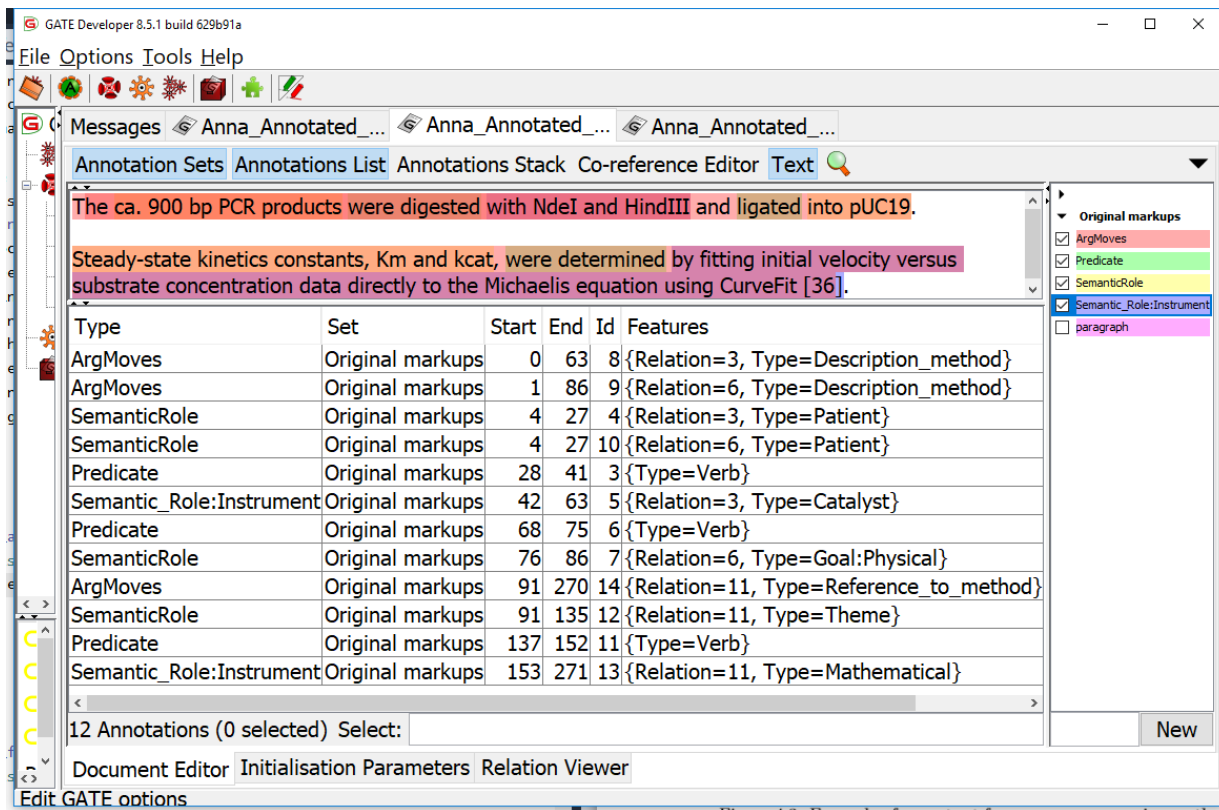 GATE Developer 8.5.1 build 629b91a
File Options Tools Help
Messages Anna_Annotated_... Anna_Annotated_... Anna_Annotated_...
Annotation Sets Annotations List Annotations Stack Co-reference Editor Text
The ca. 900 bp PCR products were digested with NdeI and HindIII and ligated into pUC19.
Steady-state kinetics constants, Km and kcat, were determined by fitting initial velocity versus
substrate concentration data directly to the Michaelis equation using CurveFit [36].
Original markups
ArgMoves
Predicate
SemanticRole
Semantic_Role:Instrument
paragraph
Type Set Start End Id Features
ArgMoves Original markups 0 63 8 {Relation=3, Type=Description_method}
ArgMoves Original markups 1 86 9 {Relation=6, Type=Description_method}
SemanticRole Original markups 4 27 4 {Relation=3, Type=Patient}
SemanticRole Original markups 4 27 10 {Relation=6, Type=Patient}
Predicate Original markups 28 41 3 {Type=Verb}
Semantic_Role:Instrument Original markups 42 63 5 {Relation=3, Type=Catalyst}
Predicate Original markups 68 75 6 {Type=Verb}
SemanticRole Original markups 76 86 7 {Relation=6, Type=Goal:Physical}
ArgMoves Original markups 91 270 14 {Relation=11, Type=Reference_to_method}
SemanticRole Original markups 91 135 12 {Relation=11, Type=Theme}
Predicate Original markups 137 152 11 {Type=Verb}
Semantic_Role:Instrument Original markups 153 271 13 {Relation=11, Type=Mathematical}
12 Annotations (0 selected) Select:
New
Document Editor Initialisation Parameters Relation Viewer
Edit GATE options